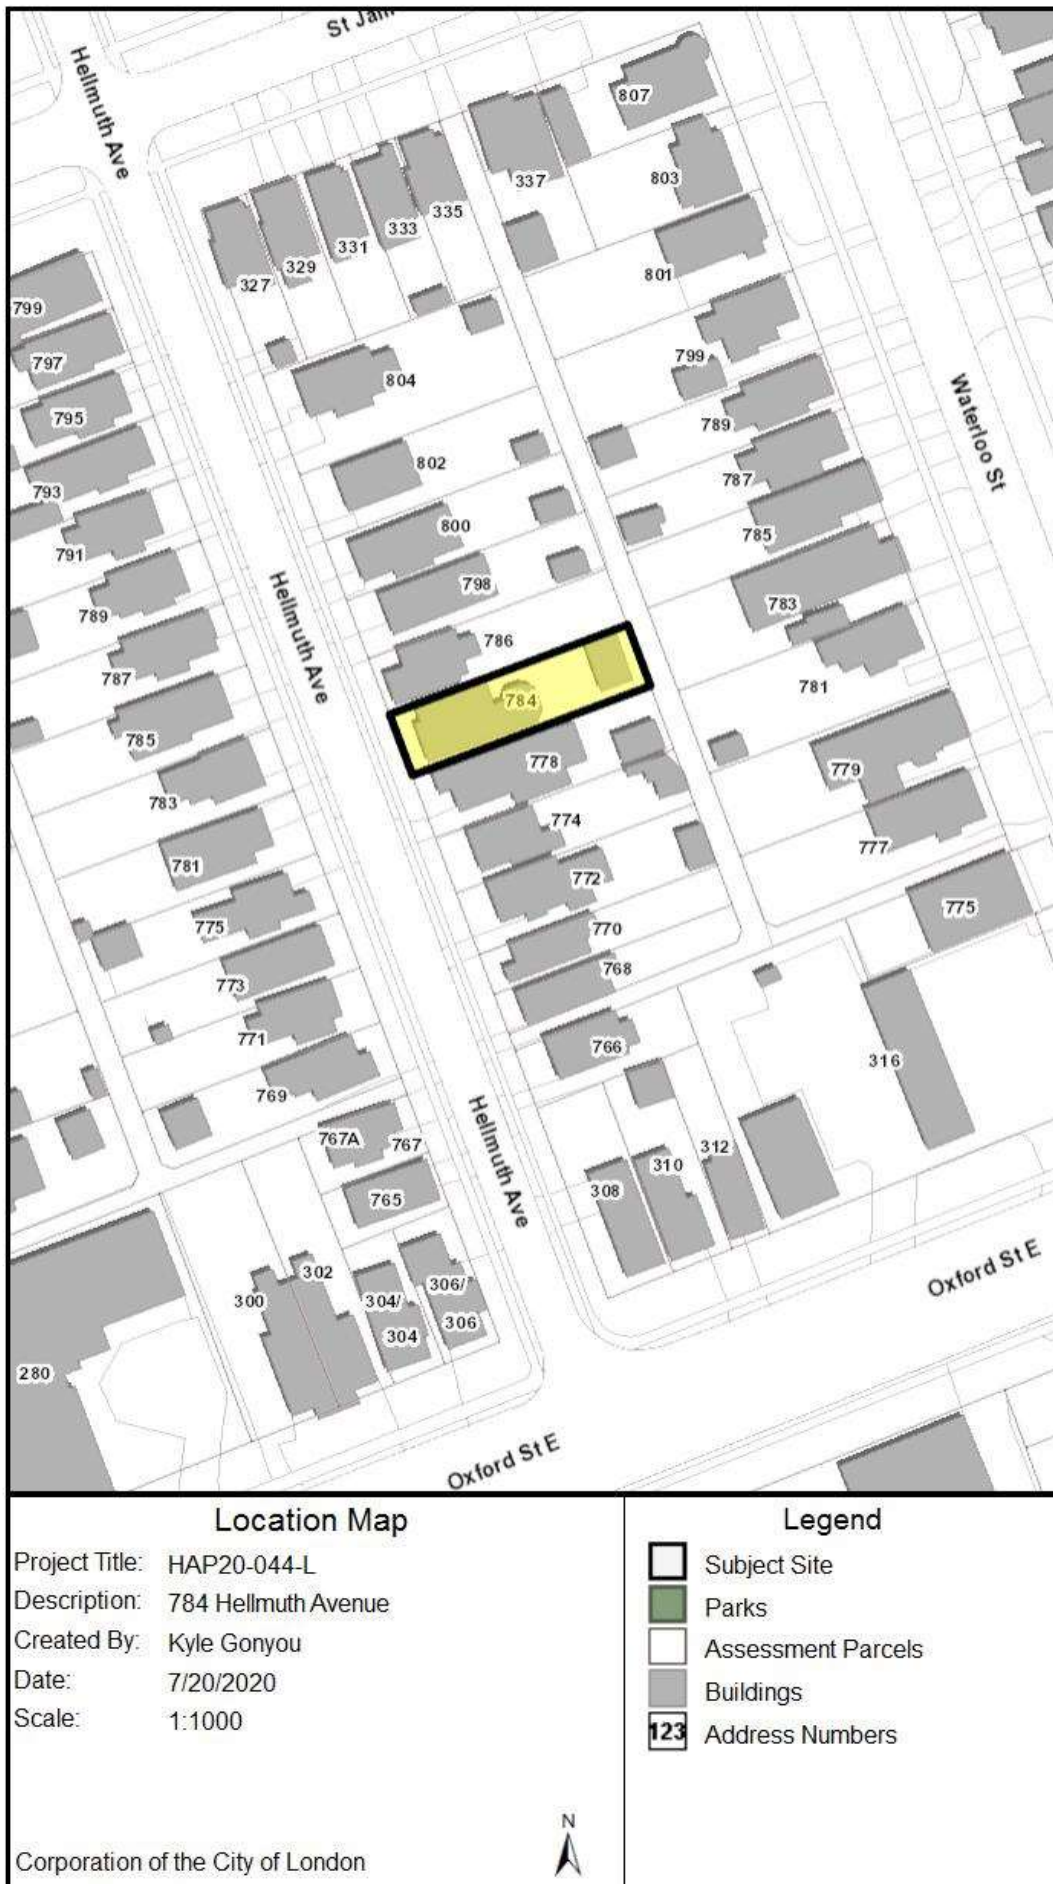 St Jam
Hellmuth Ave
807
337
803
335
333
331
329
327
801
799
797
795
793
791
789
787
785
783
781
775
773
771
769
767A
767
765
804
802
800
798
786
784
778
774
772
770
768
766
799
789
787
785
783
781
779
777
775
316
312
310
308
Hellmuth Ave
Waterloo St
Hellmuth Ave
302
300
304/
304
306/
306
280
Oxford St E
Oxford St E
Location Map
Project Title: HAP20-044-L
Description: 784 Hellmuth Avenue
Created By: Kyle Gonyou
Date: 7/20/2020
Scale: 1:1000
N
Corporation of the City of London
Legend
Subject Site
Parks
Assessment Parcels
Buildings
123 Address Numbers